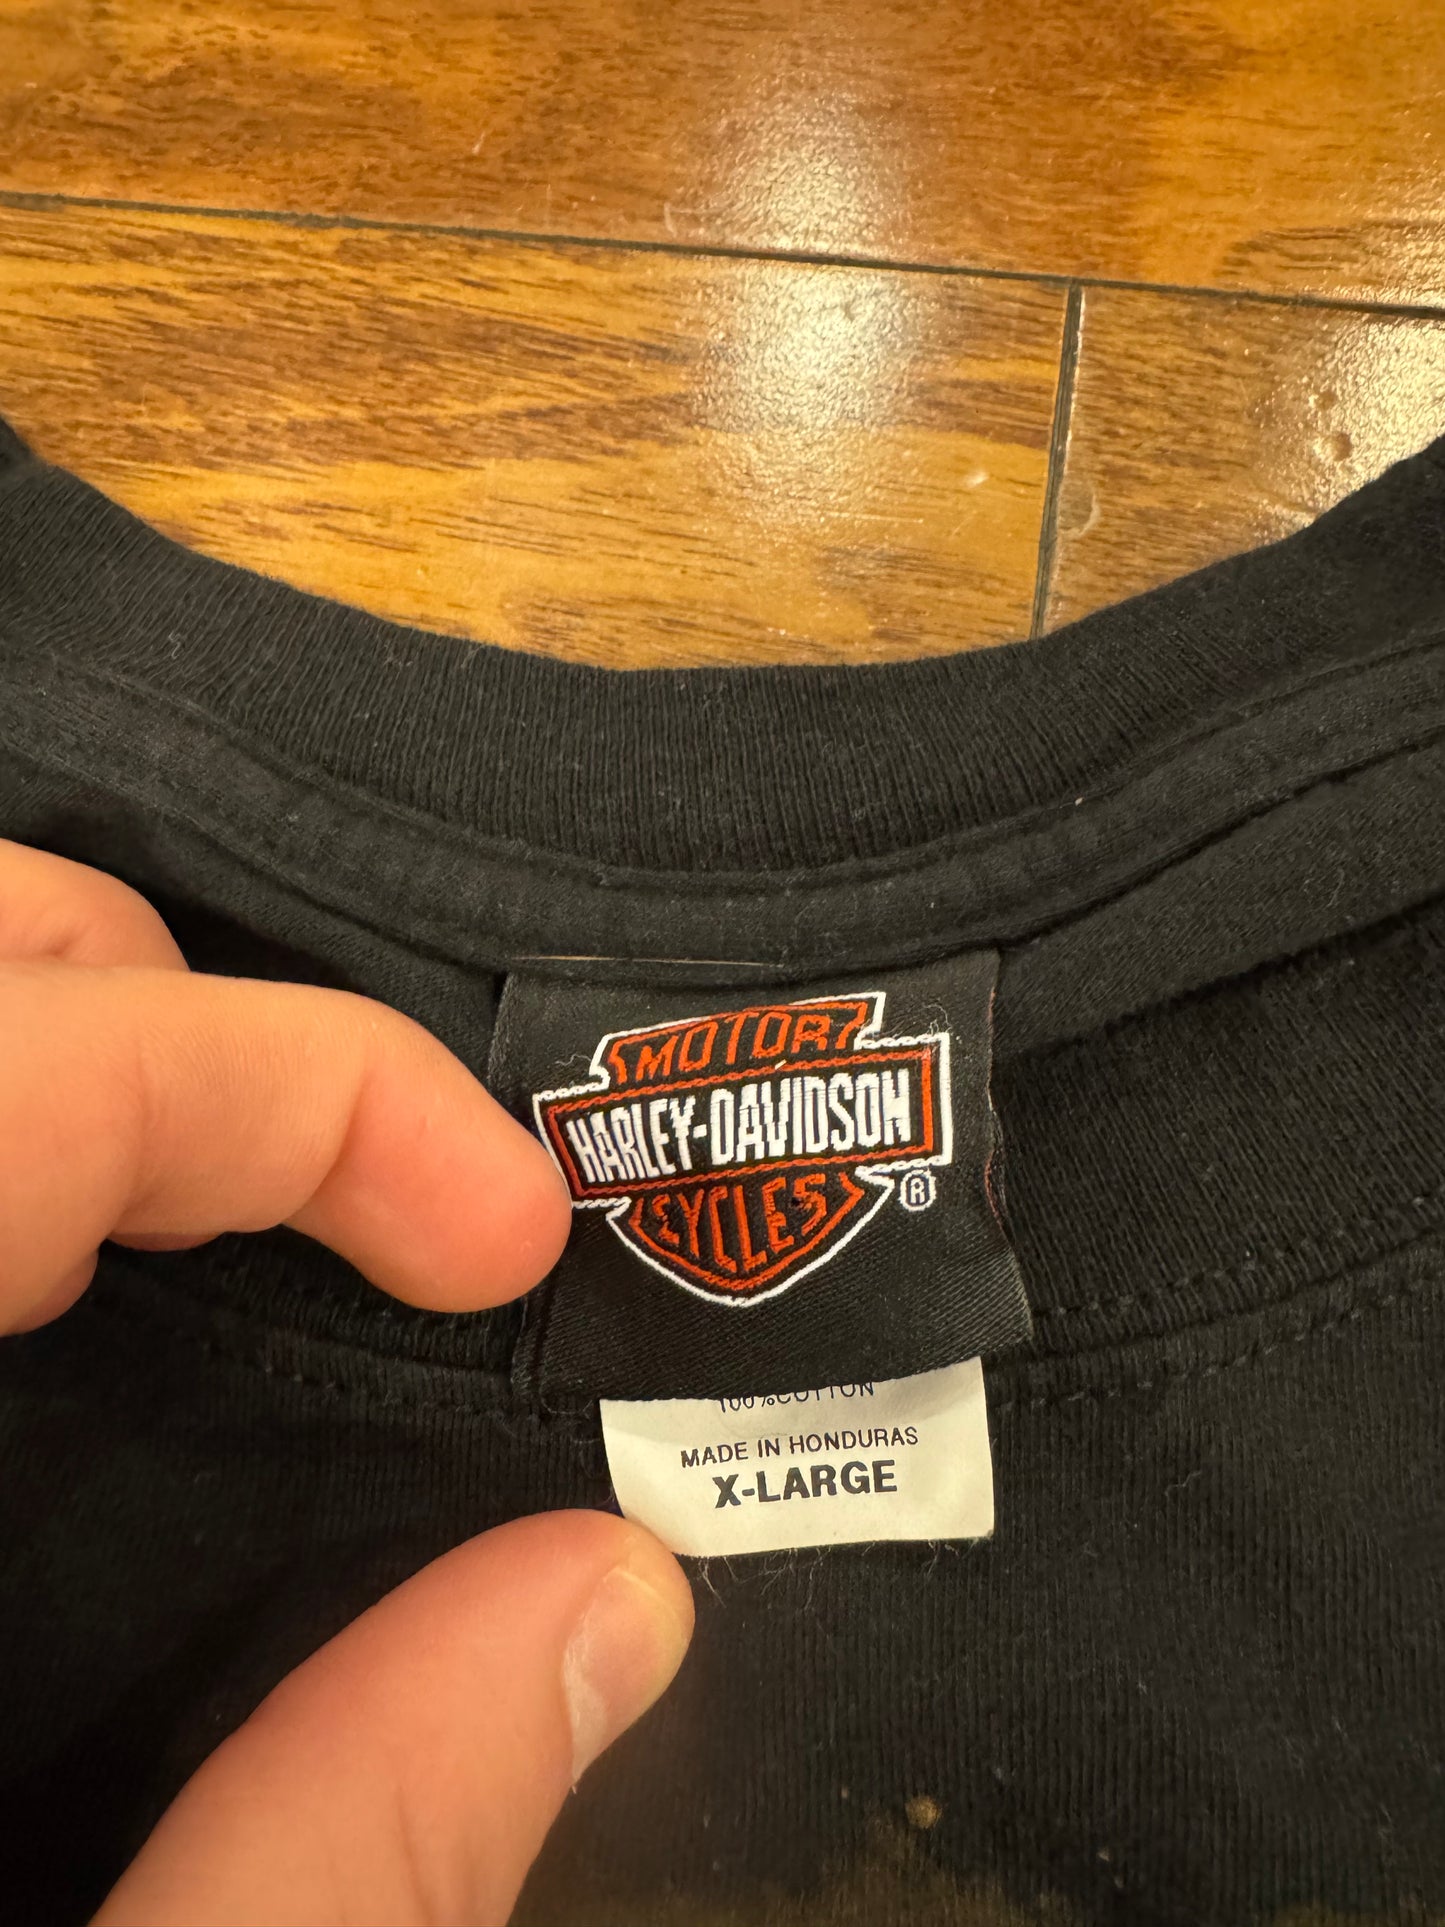 MOTOR
HARLEY-DAVIDSON
CYCLES
®
100% COTTON
MADE IN HONDURAS
X-LARGE